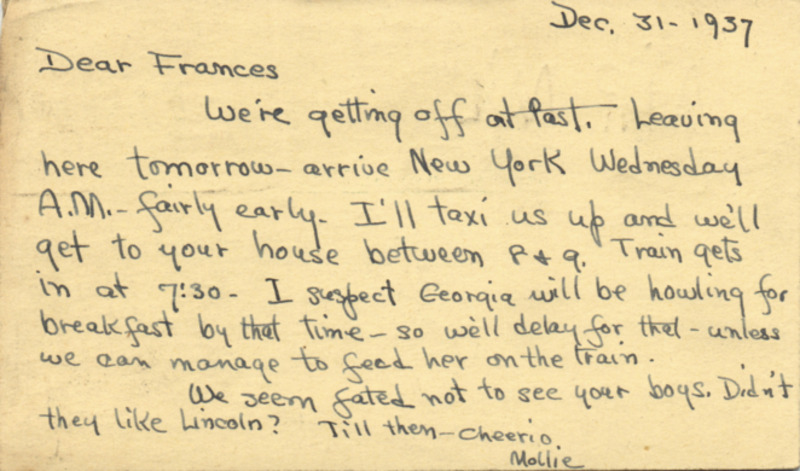 Dec. 31-1937
Dear Frances
We're getting off at last. Leaving
here tomorrow - arrive New York Wednesday
A.M. - fairly early. I'll taxi us up and we'll
get to your house between 8 & 9. Train gets
in at 7:30 - I suspect Georgia will be howling for
breakfast by that time - so we'll delay for that - unless
we can manage to feed her on the train.
We seem fated not to see your boys. Didn't
they like Lincoln? Till then - cheerio.
Mollie